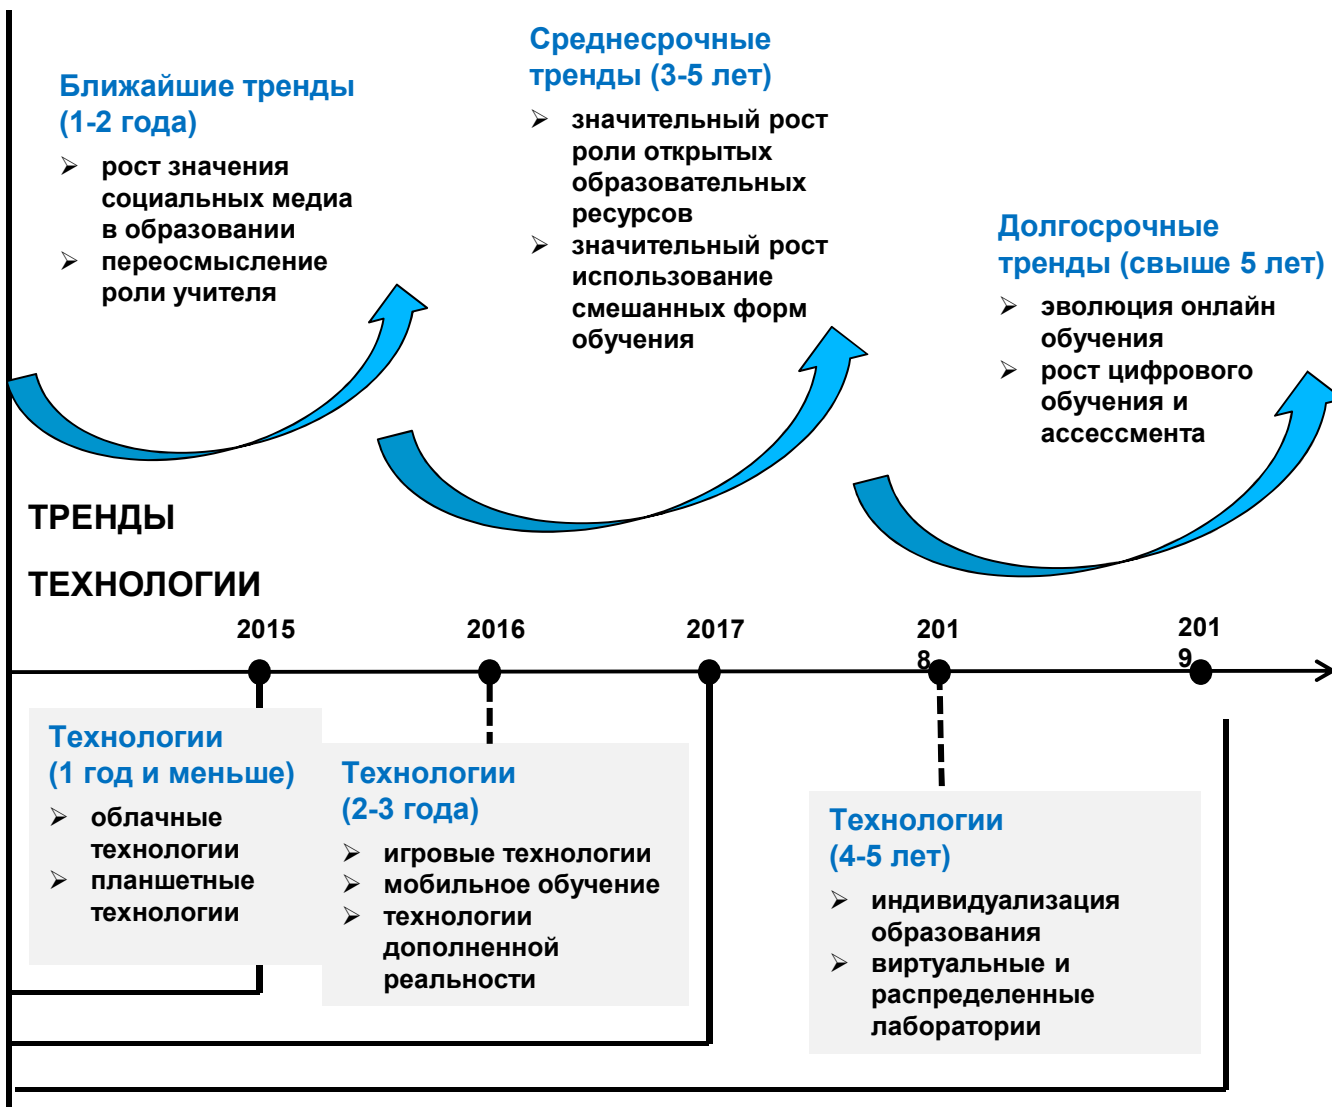 Ближайшие тренды
(1-2 года)
➢ рост значения
социальных медиа
в образовании
➢ переосмысление
роли учителя
Среднесрочные
тренды (3-5 лет)
➢ значительный рост
роли открытых
образовательных
ресурсов
➢ значительный рост
использование
смешанных форм
обучения
Долгосрочные
тренды (свыше 5 лет)
➢ эволюция онлайн
обучения
➢ рост цифрового
обучения и
ассессмента
ТРЕНДЫ
ТЕХНОЛОГИИ
2015
2016
2017
201
8
201
9
Технологии
(1 год и меньше)
➢ облачные
технологии
➢ планшетные
технологии
Технологии
(2-3 года)
➢ игровые технологии
➢ мобильное обучение
➢ технологии
дополненной
реальности
Технологии
(4-5 лет)
➢ индивидуализация
образования
➢ виртуальные и
распределенные
лаборатории